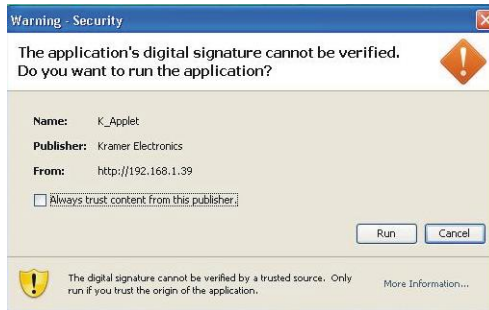 Warning - Security
The application's digital signature cannot be verified.
Do you want to run the application?
Name: K_Applet
Publisher: Kramer Electronics
From: http://192.168.1.39
Always trust content from this publisher.
Run Cancel
The digital signature cannot be verified by a trusted source. Only
run if you trust the origin of the application.
More Information...